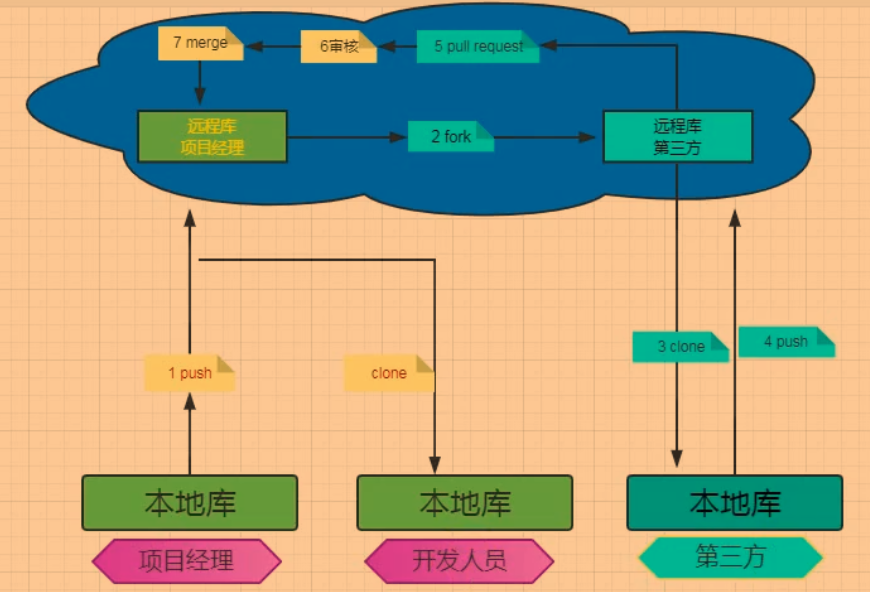 7 merge
6审核
5 pull request
远程库
项目经理
2 fork
远程库
第三方
3 clone
4 push
1 push
clone
本地库
本地库
本地库
项目经理
开发人员
第三方